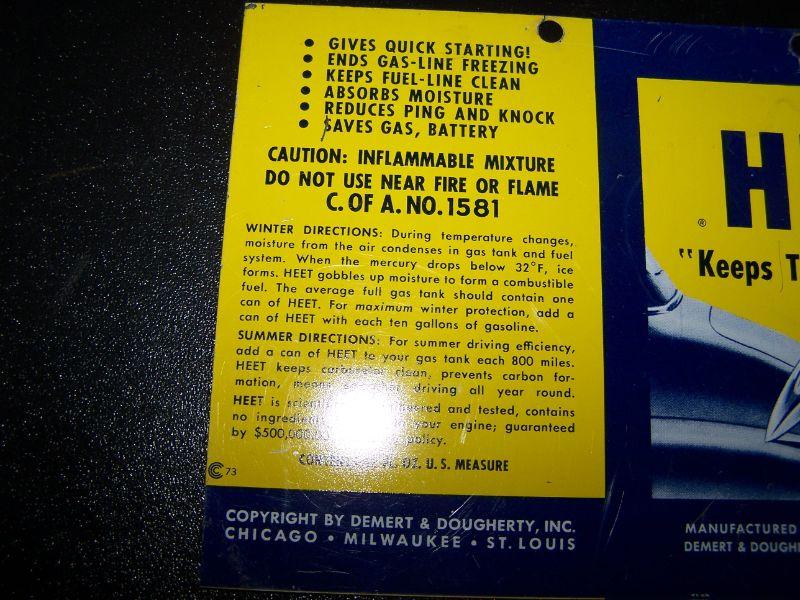 • GIVES QUICK STARTING!
• ENDS GAS-LINE FREEZING
• KEEPS FUEL-LINE CLEAN
• ABSORBS MOISTURE
• REDUCES PING AND KNOCK
• SAVES GAS, BATTERY
CAUTION: INFLAMMABLE MIXTURE
DO NOT USE NEAR FIRE OR FLAME
C. OF A. NO. 1581
WINTER DIRECTIONS: During temperature changes,
moisture from the air condenses in gas tank and fuel
system. When the mercury drops below 32°F, ice
forms. HEET gobbles up moisture to form a combustible
fuel. The average full gas tank should contain one
can of HEET. For maximum winter protection, add a
can of HEET with each ten gallons of gasoline.
SUMMER DIRECTIONS: For summer driving efficiency,
add a can of HEET to your gas tank each 800 miles.
HEET keeps carburetor clean, prevents carbon for-
mation, means driving all year round.
HEET is and tested, contains
no your engine; guaranteed
by policy.
OZ. U. S. MEASURE
C 73
COPYRIGHT BY DEMERT & DOUGHERTY, INC.
CHICAGO • MILWAUKEE • ST. LOUIS
® H
"Keeps
MANUFACTURED
DEMERT &